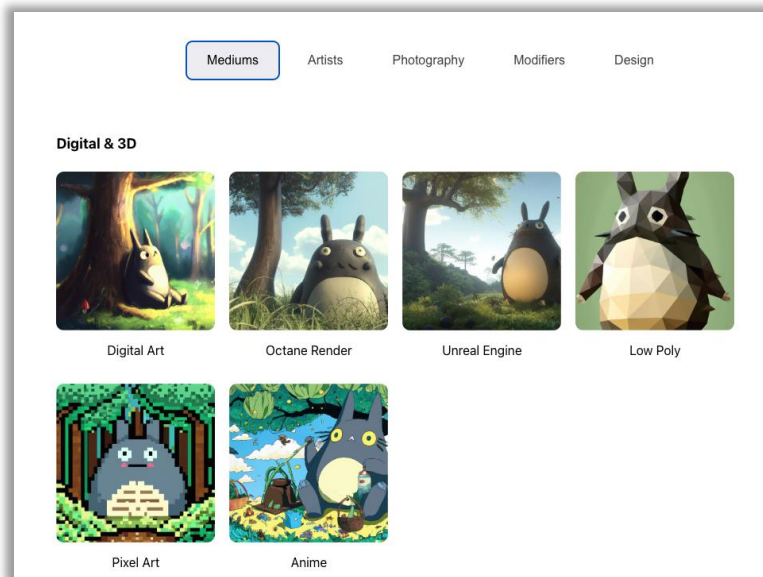 Mediums Artists Photography Modifiers Design
Digital & 3D
Digital Art Octane Render Unreal Engine Low Poly
Pixel Art Anime